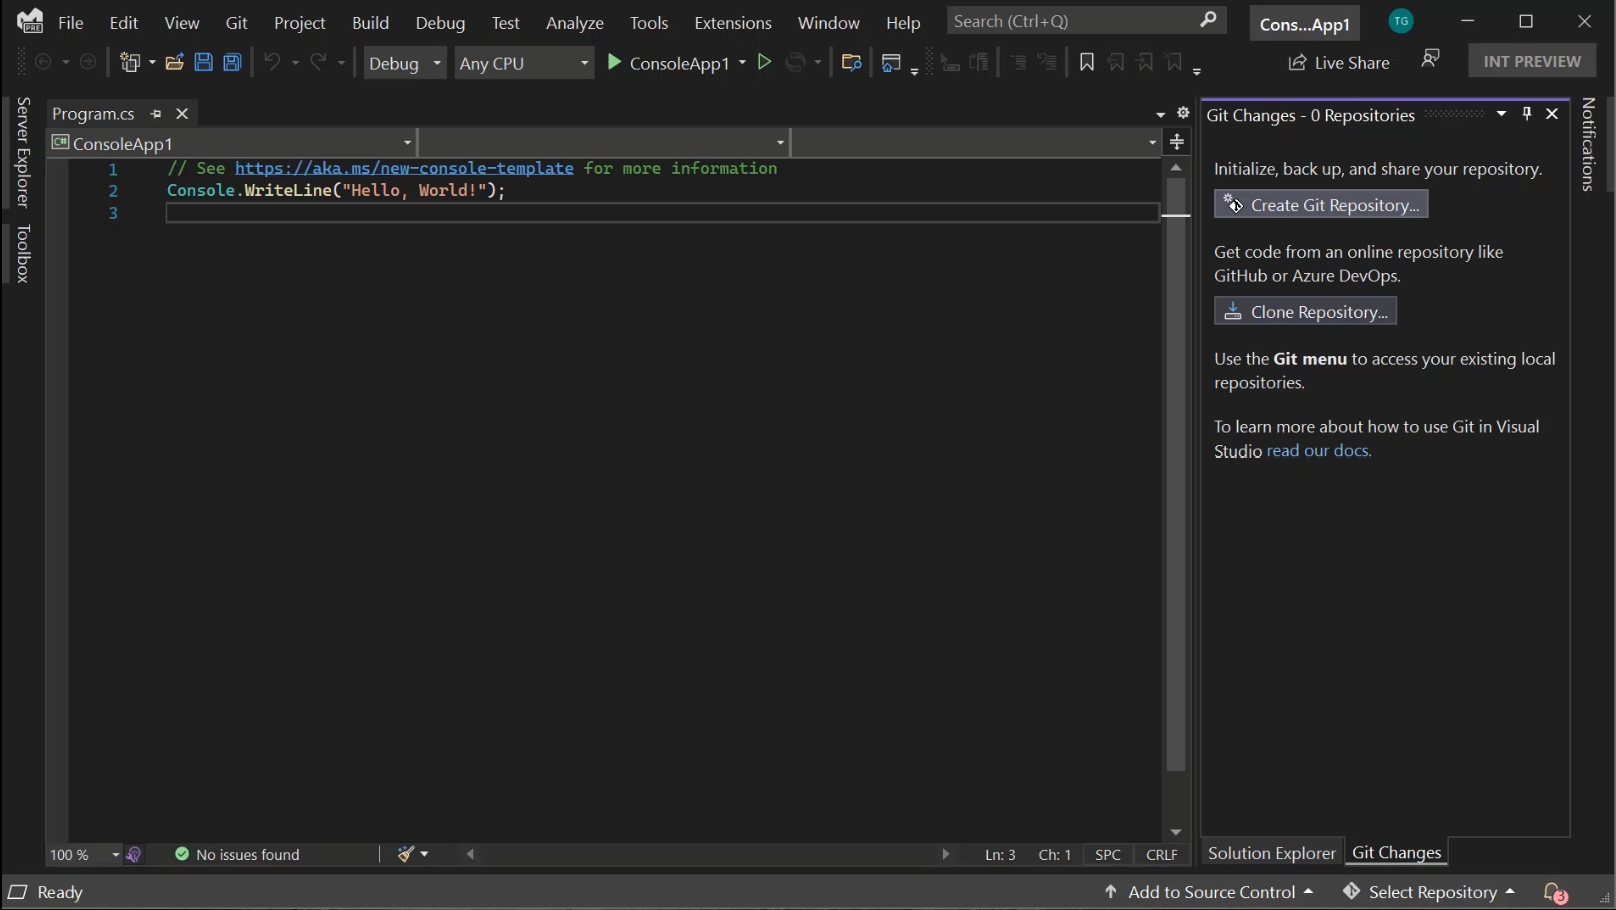 File Edit View Git Project Build Debug Test Analyze Tools Extensions Window Help Search (Ctrl+Q) Cons...App1 TG
PRE
Debug Any CPU ConsoleApp1 Live Share INT PREVIEW
Server Explorer
Toolbox
Program.cs
C# ConsoleApp1
1 // See https://aka.ms/new-console-template for more information
2 Console.WriteLine("Hello, World!");
3
Git Changes - 0 Repositories
Initialize, back up, and share your repository.
Create Git Repository...
Get code from an online repository like
GitHub or Azure DevOps.
Clone Repository...
Use the Git menu to access your existing local
repositories.
To learn more about how to use Git in Visual
Studio read our docs.
Notifications
100 % No issues found Ln: 3 Ch: 1 SPC CRLF
Solution Explorer Git Changes
Ready Add to Source Control Select Repository 3